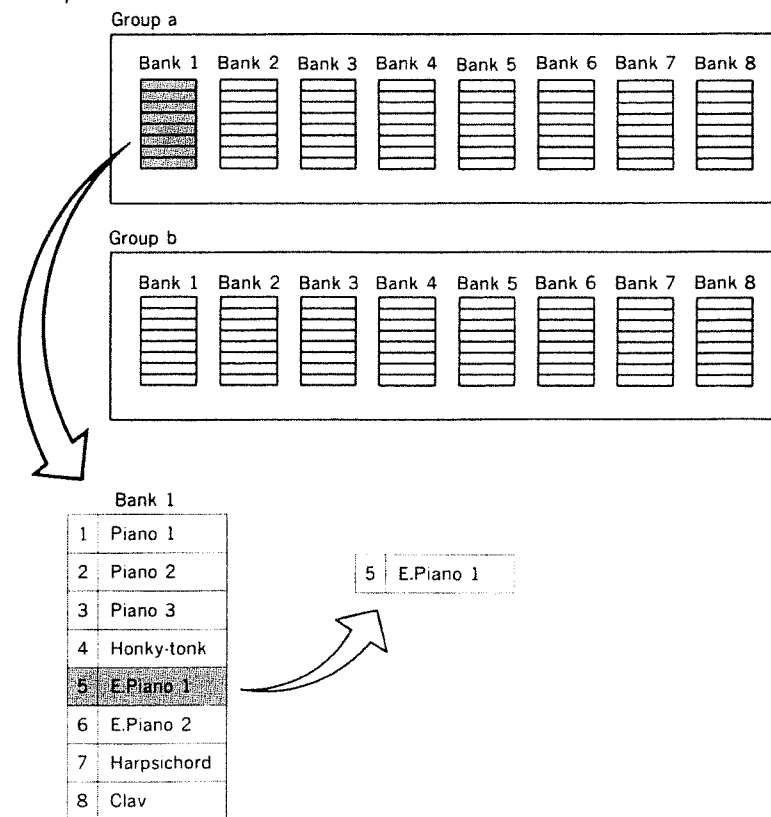 Group a
Bank 1 Bank 2 Bank 3 Bank 4 Bank 5 Bank 6 Bank 7 Bank 8
Group b
Bank 1 Bank 2 Bank 3 Bank 4 Bank 5 Bank 6 Bank 7 Bank 8
Bank 1
1 Piano 1
2 Piano 2
3 Piano 3
4 Honky-tonk
5 E.Piano 1
6 E.Piano 2
7 Harpsichord
8 Clav
5 E.Piano 1